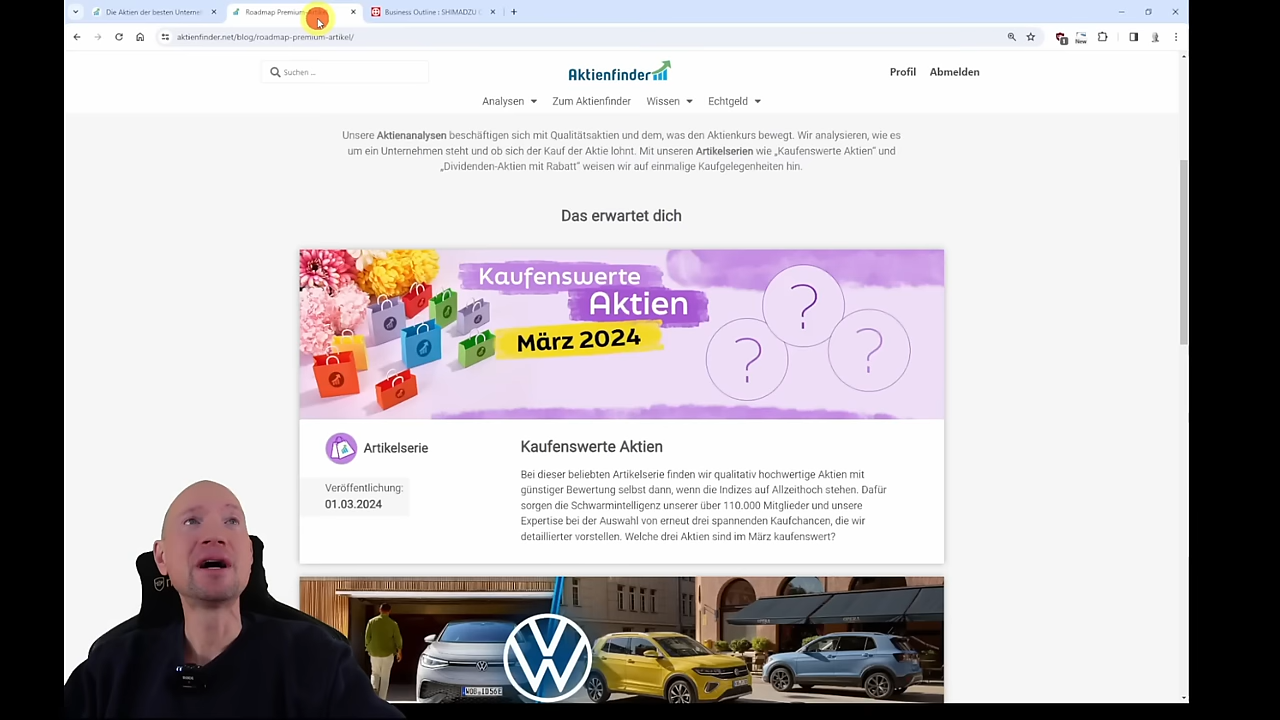 Die Aktien der besten Unterne
Roadmap Premium
Business Outline : SHIMADZU C
aktienfinder.net/blog/roadmap-premium-artikel/
New
Suchen ...
Aktienfinder
Profil
Abmelden
Analysen
Zum Aktienfinder
Wissen
Echtgeld
Unsere Aktienanalysen beschäftigen sich mit Qualitätsaktien und dem, was den Aktienkurs bewegt. Wir analysieren, wie es
um ein Unternehmen steht und ob sich der Kauf der Aktie lohnt. Mit unseren Artikelserien wie „Kaufenswerte Aktien“ und
„Dividenden-Aktien mit Rabatt“ weisen wir auf einmalige Kaufgelegenheiten hin.
Das erwartet dich
Kaufenswerte
Aktien
März 2024
? ? ?
Artikelserie
Veröffentlichung:
01.03.2024
Kaufenswerte Aktien
Bei dieser beliebten Artikelserie finden wir qualitativ hochwertige Aktien mit
günstiger Bewertung selbst dann, wenn die Indizes auf Allzeithoch stehen. Dafür
sorgen die Schwarmintelligenz unserer über 110.000 Mitglieder und unsere
Expertise bei der Auswahl von erneut drei spannenden Kaufchancen, die wir
detaillierter vorstellen. Welche drei Aktien sind im März kaufenswert?
VW
WOB ID56E